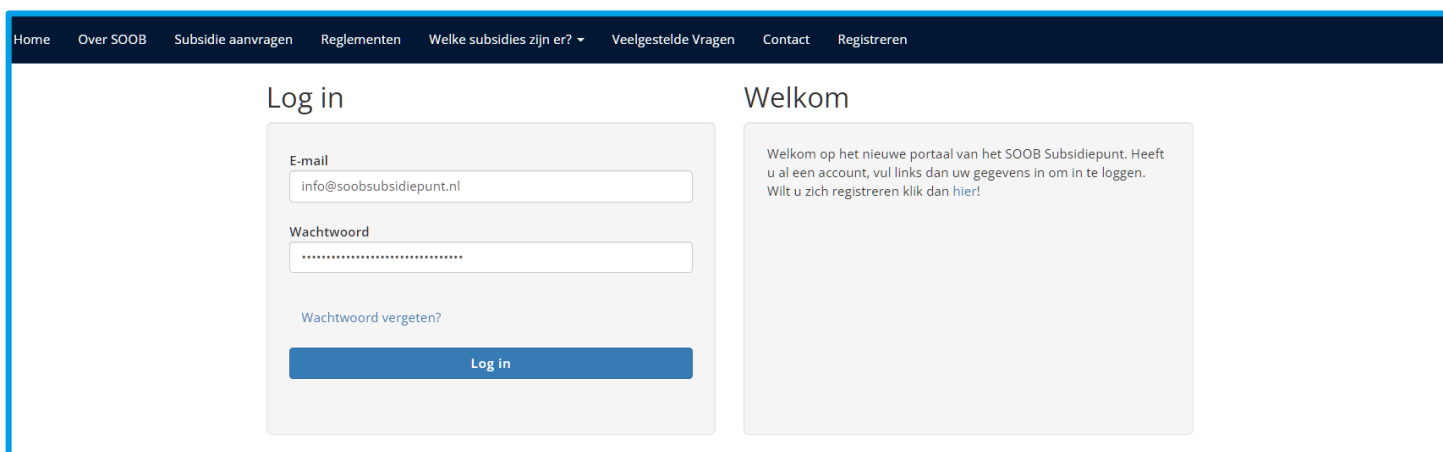 Home Over SOOB Subsidie aanvragen Reglementen Welke subsidies zijn er? Veelgestelde Vragen Contact Registreren
Log in
E-mail
info@soobsubsidiepunt.nl
Wachtwoord
•••••••••••••••••••••••••••••••••
Wachtwoord vergeten?
Log in
Welkom
Welkom op het nieuwe portaal van het SOOB Subsidiepunt. Heeft
u al een account, vul links dan uw gegevens in om in te loggen.
Wilt u zich registreren klik dan hier!